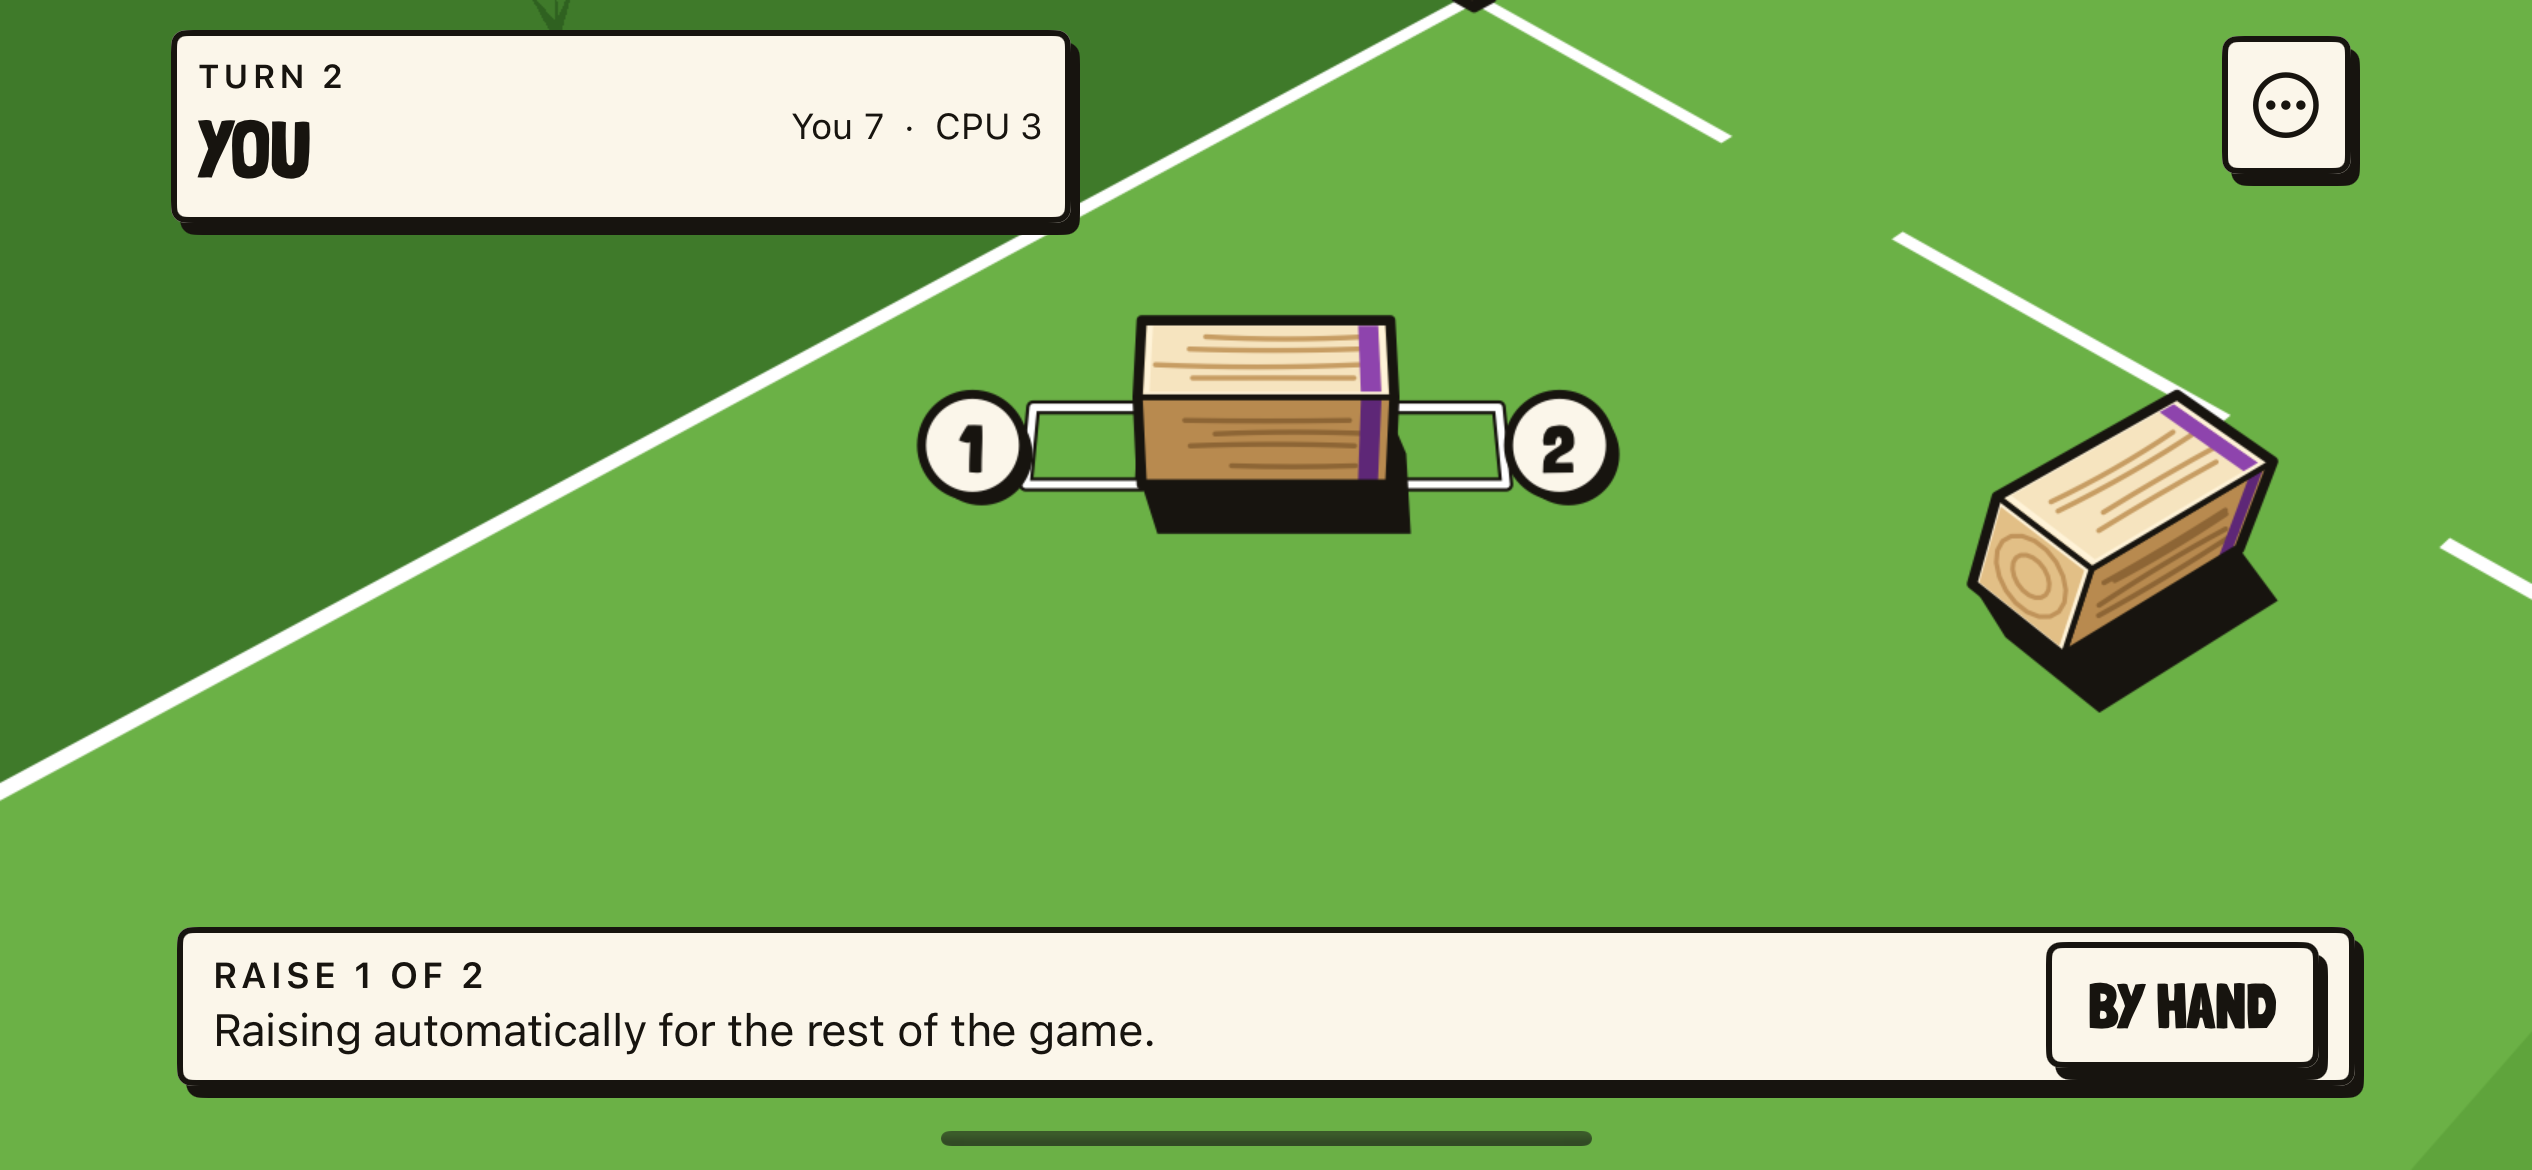 TURN 2
YOU
You 7 · CPU 3
1
2
RAISE 1 OF 2
Raising automatically for the rest of the game.
BY HAND